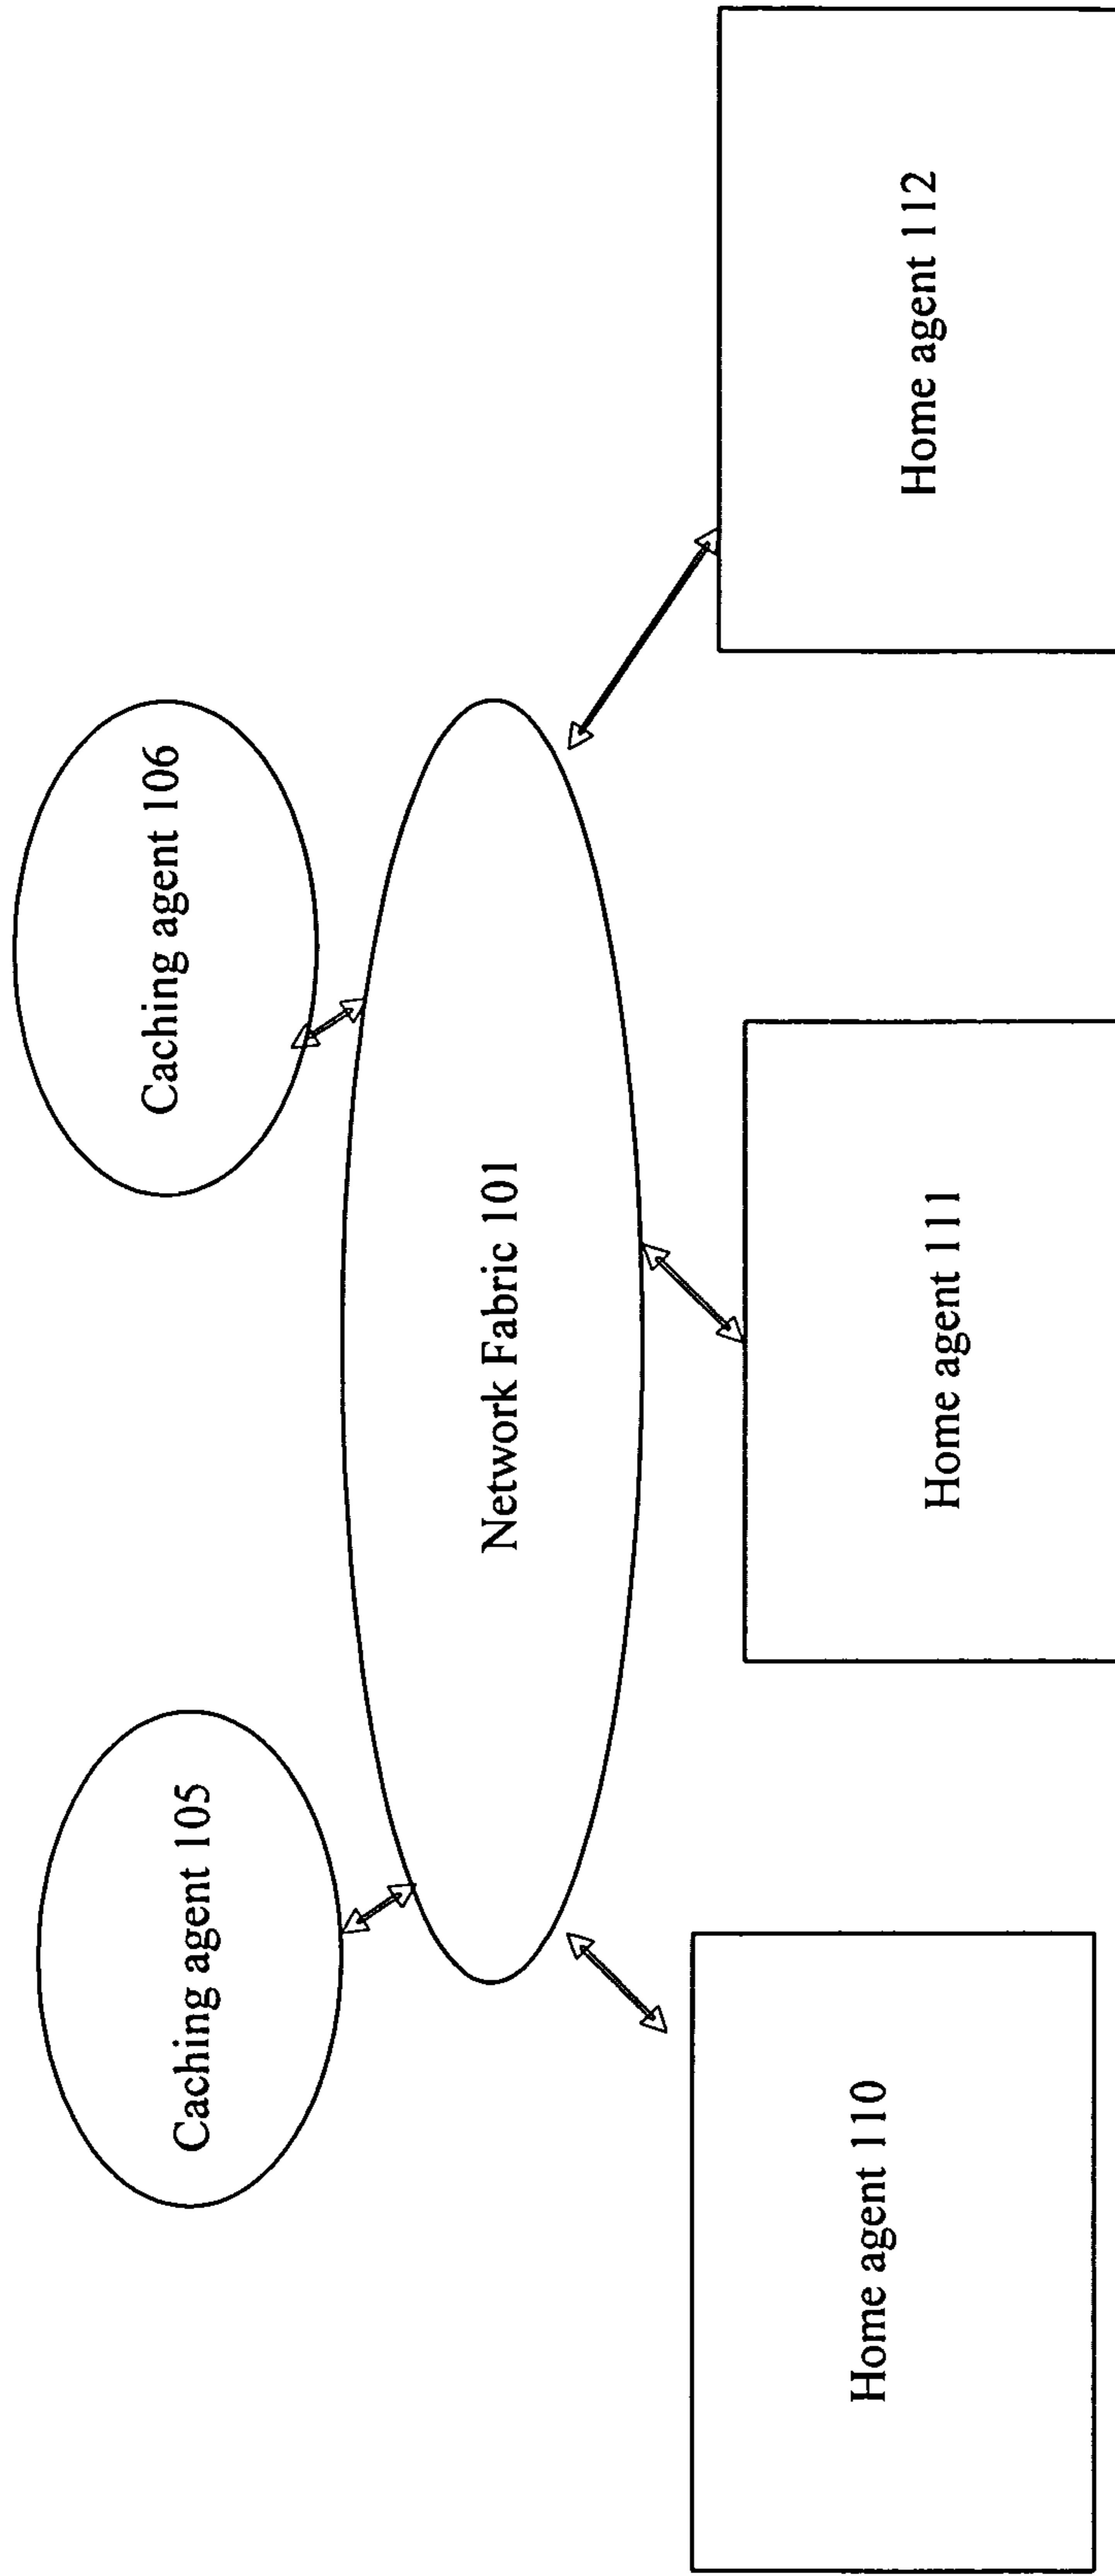 Caching agent 105
Caching agent 106
Network Fabric 101
Home agent 110
Home agent 111
Home agent 112